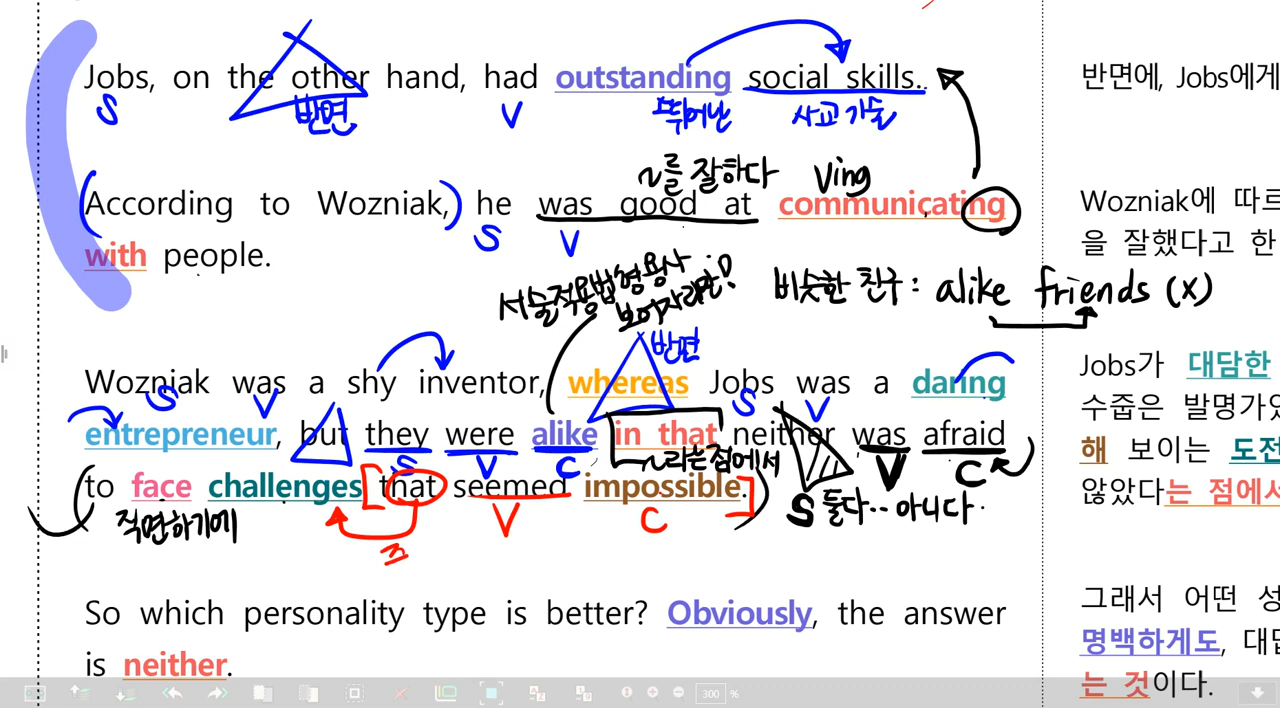 Jobs, on the other hand, had outstanding social skills.
반면에, Jobs에게
S 반면 V 뛰어난 사교 기술
~를 잘하다 Ving
According to Wozniak, he was good at communicating
Wozniak에 따르
S V
with people.
을 잘했다고 한
서술적용법형용사
보어자리만!
비슷한 친구 : alike friends (X)
반면
Wozniak was a shy inventor, whereas Jobs was a daring
Jobs가 대담한
S V S V
수줍은 발명가였
entrepreneur, but they were alike in that neither was afraid
해 보이는 도전
S V C ~라는 점에서 V C
to face challenges that seemed impossible.
않았다는 점에서
직면하기에 V C S 둘다‥아니다
So which personality type is better? Obviously, the answer
그래서 어떤 성
명백하게도, 대답
is neither.
는 것이다.
300 %